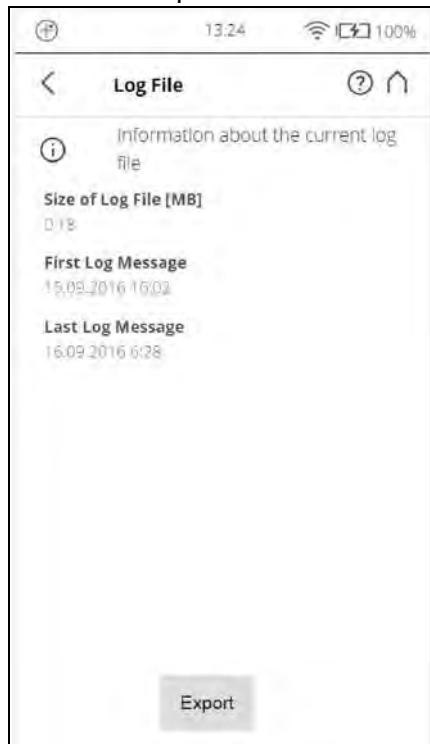 13:24 100%
Log File
Information about the current log
file
Size of Log File [MB]
0.18
First Log Message
15.09.2016 16:02
Last Log Message
16.09.2016 6:28
Export